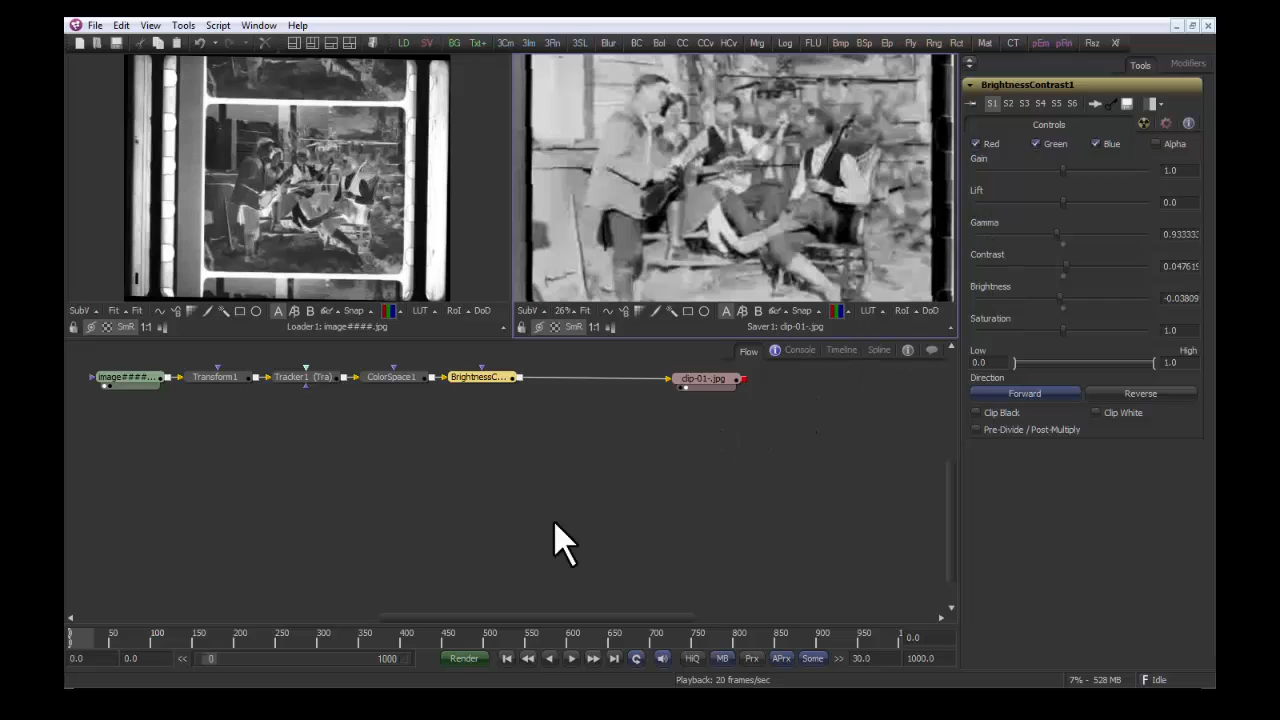 File Edit View Tools Script Window Help
LD SV BG Txt+ 3Cm 3Im 3Rn 3SL Blur BC Bol CC CCv HCv Mrg Log FLU Bmp BSp Elp Ply Rng Rct Mat CT pEm pRn Rsz Xf
Tools Modifiers
BrightnessContrast1
S1 S2 S3 S4 S5 S6
Controls
Red Green Blue Alpha
Gain
1.0
Lift
0.0
Gamma
0.933333
Contrast
0.047619
Brightness
-0.03809
Saturation
1.0
Low High
0.0 1.0
Direction
Forward Reverse
Clip Black Clip White
Pre-Divide / Post-Multiply
SubV Fit Fit A B Snap LUT RoI DoD
SmR 1:1 Loader1: image####.jpg
SubV 26% Fit A B Snap LUT RoI DoD
SmR 1:1 Saver1: clip-01-.jpg
Flow Console Timeline Spline
image####... Transform1 Tracker1 (Tra) ColorSpace1 BrightnessC... clip-01-.jpg
0 50 100 150 200 250 300 350 400 450 500 550 600 650 700 750 800 850 900 950 1 0.0
0.0 0.0 << 0 1000 Render HiQ MB Prx APrx Some >> 30.0 1000.0
Playback: 20 frames/sec 7% - 528 MB Idle